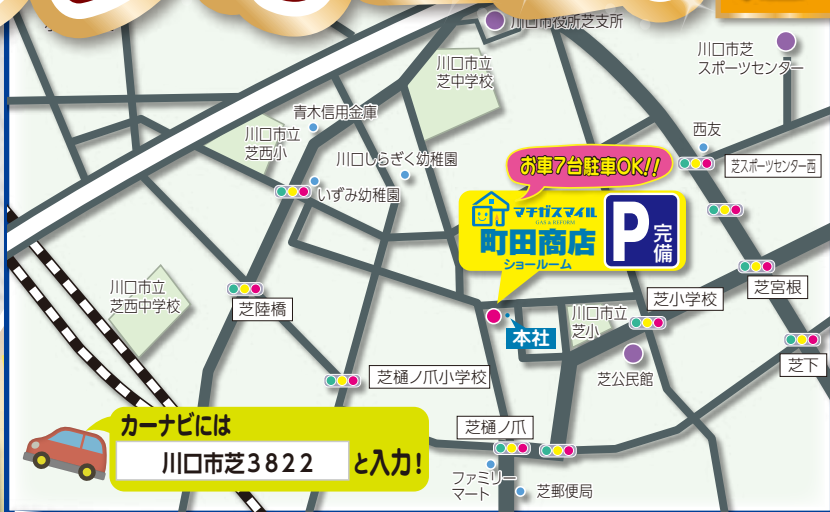 川口市役所芝支所
川口市芝
スポーツセンター
川口市立
芝中学校
青木信用金庫
川口市立
芝西小
川口しらぎく幼稚園
いずみ幼稚園
西友
芝スポーツセンター西
お車7台駐車OK!!
マチガスマイル
GAS & REFORM
町田商店
ショールーム
P
完備
川口市立
芝西中学校
芝陸橋
芝宮根
芝小学校
川口市立
芝小
本社
芝公民館
芝下
芝樋ノ爪小学校
芝樋ノ爪
ファミリー
マート
芝郵便局
カーナビには
川口市芝3822
と入力!